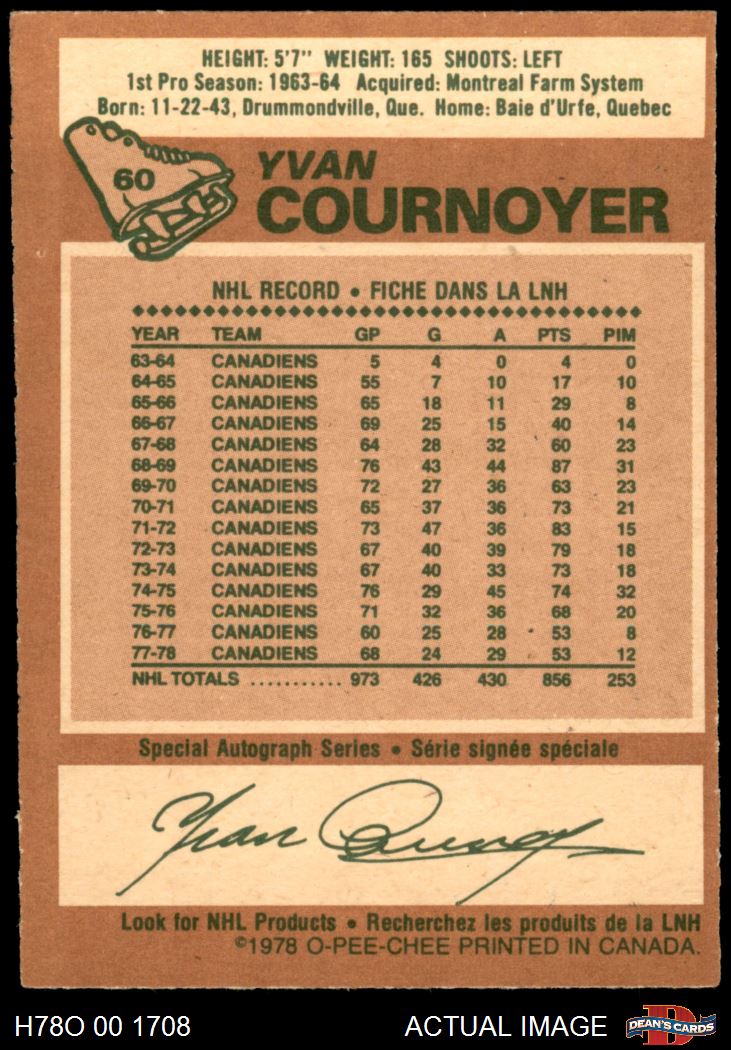 HEIGHT: 5'7" WEIGHT: 165 SHOOTS: LEFT
1st Pro Season: 1963-64 Acquired: Montreal Farm System
Born: 11-22-43, Drummondville, Que. Home: Baie d'Urfe, Quebec
60
YVAN
COURNOYER
NHL RECORD • FICHE DANS LA LNH
YEAR TEAM GP G A PTS PIM
63-64 CANADIENS 5 4 0 4 0
64-65 CANADIENS 55 7 10 17 10
65-66 CANADIENS 65 18 11 29 8
66-67 CANADIENS 69 25 15 40 14
67-68 CANADIENS 64 28 32 60 23
68-69 CANADIENS 76 43 44 87 31
69-70 CANADIENS 72 27 36 63 23
70-71 CANADIENS 65 37 36 73 21
71-72 CANADIENS 73 47 36 83 15
72-73 CANADIENS 67 40 39 79 18
73-74 CANADIENS 67 40 33 73 18
74-75 CANADIENS 76 29 45 74 32
75-76 CANADIENS 71 32 36 68 20
76-77 CANADIENS 60 25 28 53 8
77-78 CANADIENS 68 24 29 53 12
NHL TOTALS ........... 973 426 430 856 253
Special Autograph Series • Série signée spéciale
Yvan Cournoyer
Look for NHL Products • Recherchez les produits de la LNH
©1978 O-PEE-CHEE PRINTED IN CANADA.
H78O 00 1708 ACTUAL IMAGE DEAN'S CARDS